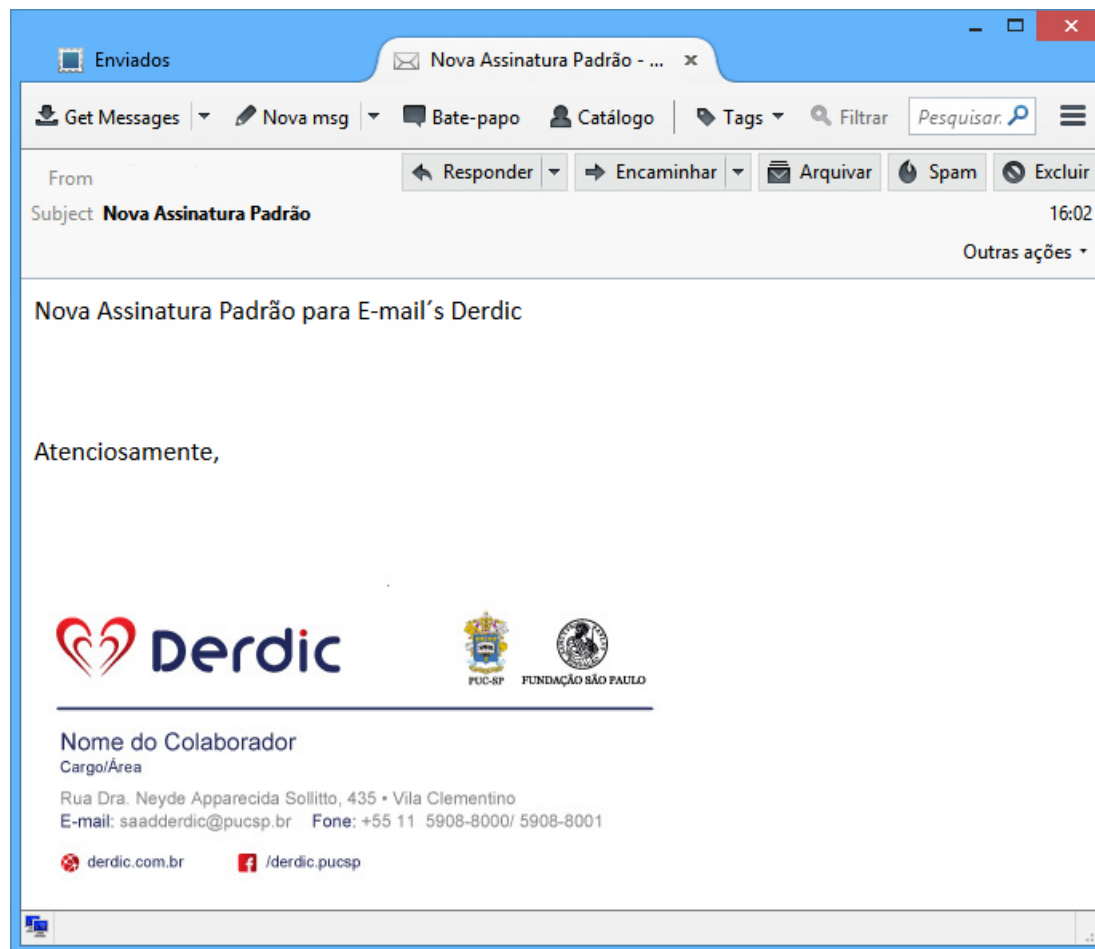 Enviados
Nova Assinatura Padrão - ...
Get Messages Nova msg Bate-papo Catálogo Tags Filtrar Pesquisar.
From Responder Encaminhar Arquivar Spam Excluir
Subject Nova Assinatura Padrão 16:02
Outras ações
Nova Assinatura Padrão para E-mail´s Derdic
Atenciosamente,
Derdic
PUC-SP FUNDAÇÃO SÃO PAULO
Nome do Colaborador
Cargo/Área
Rua Dra. Neyde Apparecida Sollitto, 435 • Vila Clementino
E-mail: saadderdic@pucsp.br Fone: +55 11 5908-8000/ 5908-8001
derdic.com.br /derdic.pucsp